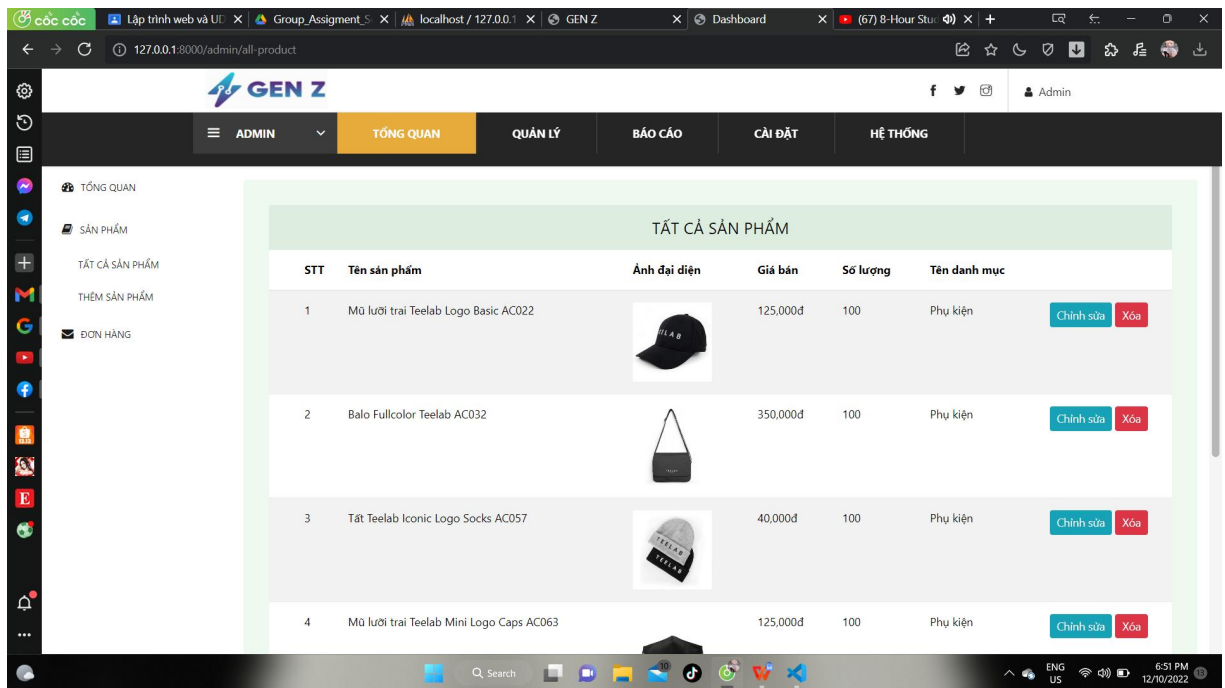 cốc cốc
Lập trình web và UD
Group_Assigment_S
localhost / 127.0.0.1
GEN Z
Dashboard
(67) 8-Hour Stud
127.0.0.1:8000/admin/all-product
GEN Z
Admin
ADMIN
TỔNG QUAN
QUẢN LÝ
BÁO CÁO
CÀI ĐẶT
HỆ THỐNG
TỔNG QUAN
SẢN PHẨM
TẤT CẢ SẢN PHẨM
THÊM SẢN PHẨM
ĐƠN HÀNG
TẤT CẢ SẢN PHẨM
STT Tên sản phẩm Ảnh đại diện Giá bán Số lượng Tên danh mục
1 Mũ lưỡi trai Teelab Logo Basic AC022 125,000đ 100 Phụ kiện Chỉnh sửa Xóa
2 Balo Fullcolor Teelab AC032 350,000đ 100 Phụ kiện Chỉnh sửa Xóa
3 Tất Teelab Iconic Logo Socks AC057 40,000đ 100 Phụ kiện Chỉnh sửa Xóa
TEELAB
TEELAB
4 Mũ lưỡi trai Teelab Mini Logo Caps AC063 125,000đ 100 Phụ kiện Chỉnh sửa Xóa
Search
10
ENG
US
6:51 PM
12/10/2022